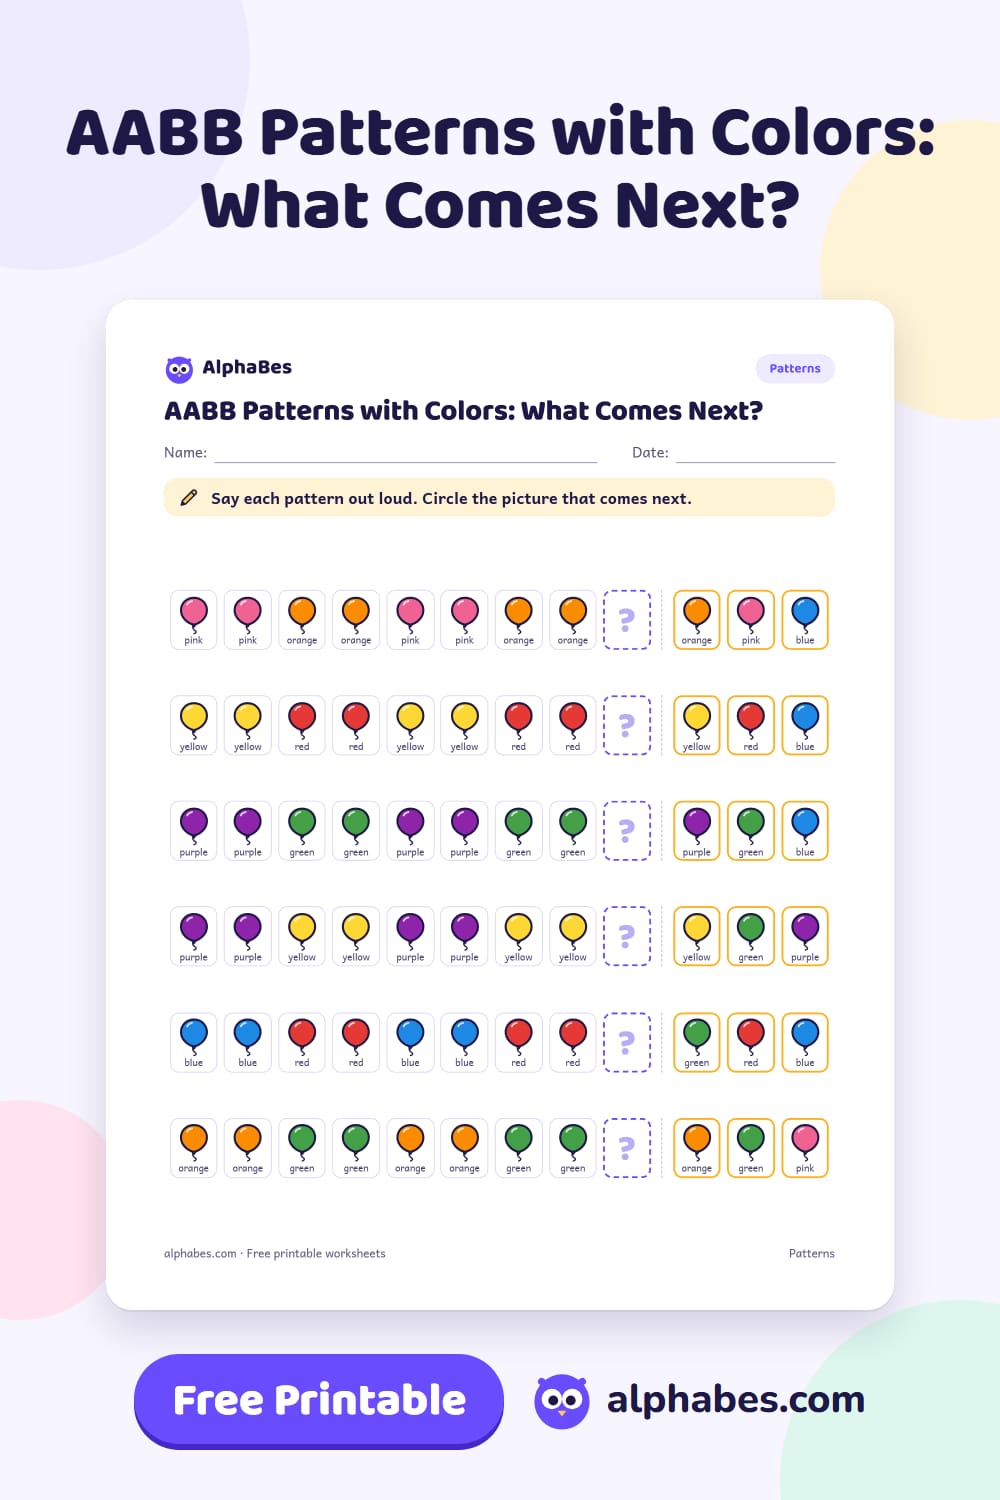 AABB Patterns with Colors:
What Comes Next?
AlphaBes
Patterns
AABB Patterns with Colors: What Comes Next?
Name: Date:
Say each pattern out loud. Circle the picture that comes next.
pink pink orange orange pink pink orange orange ? orange pink blue
yellow yellow red red yellow yellow red red ? yellow red blue
purple purple green green purple purple green green ? purple green blue
purple purple yellow yellow purple purple yellow yellow ? yellow green purple
blue blue red red blue blue red red ? green red blue
orange orange green green orange orange green green ? orange green pink
alphabes.com · Free printable worksheets Patterns
Free Printable
alphabes.com